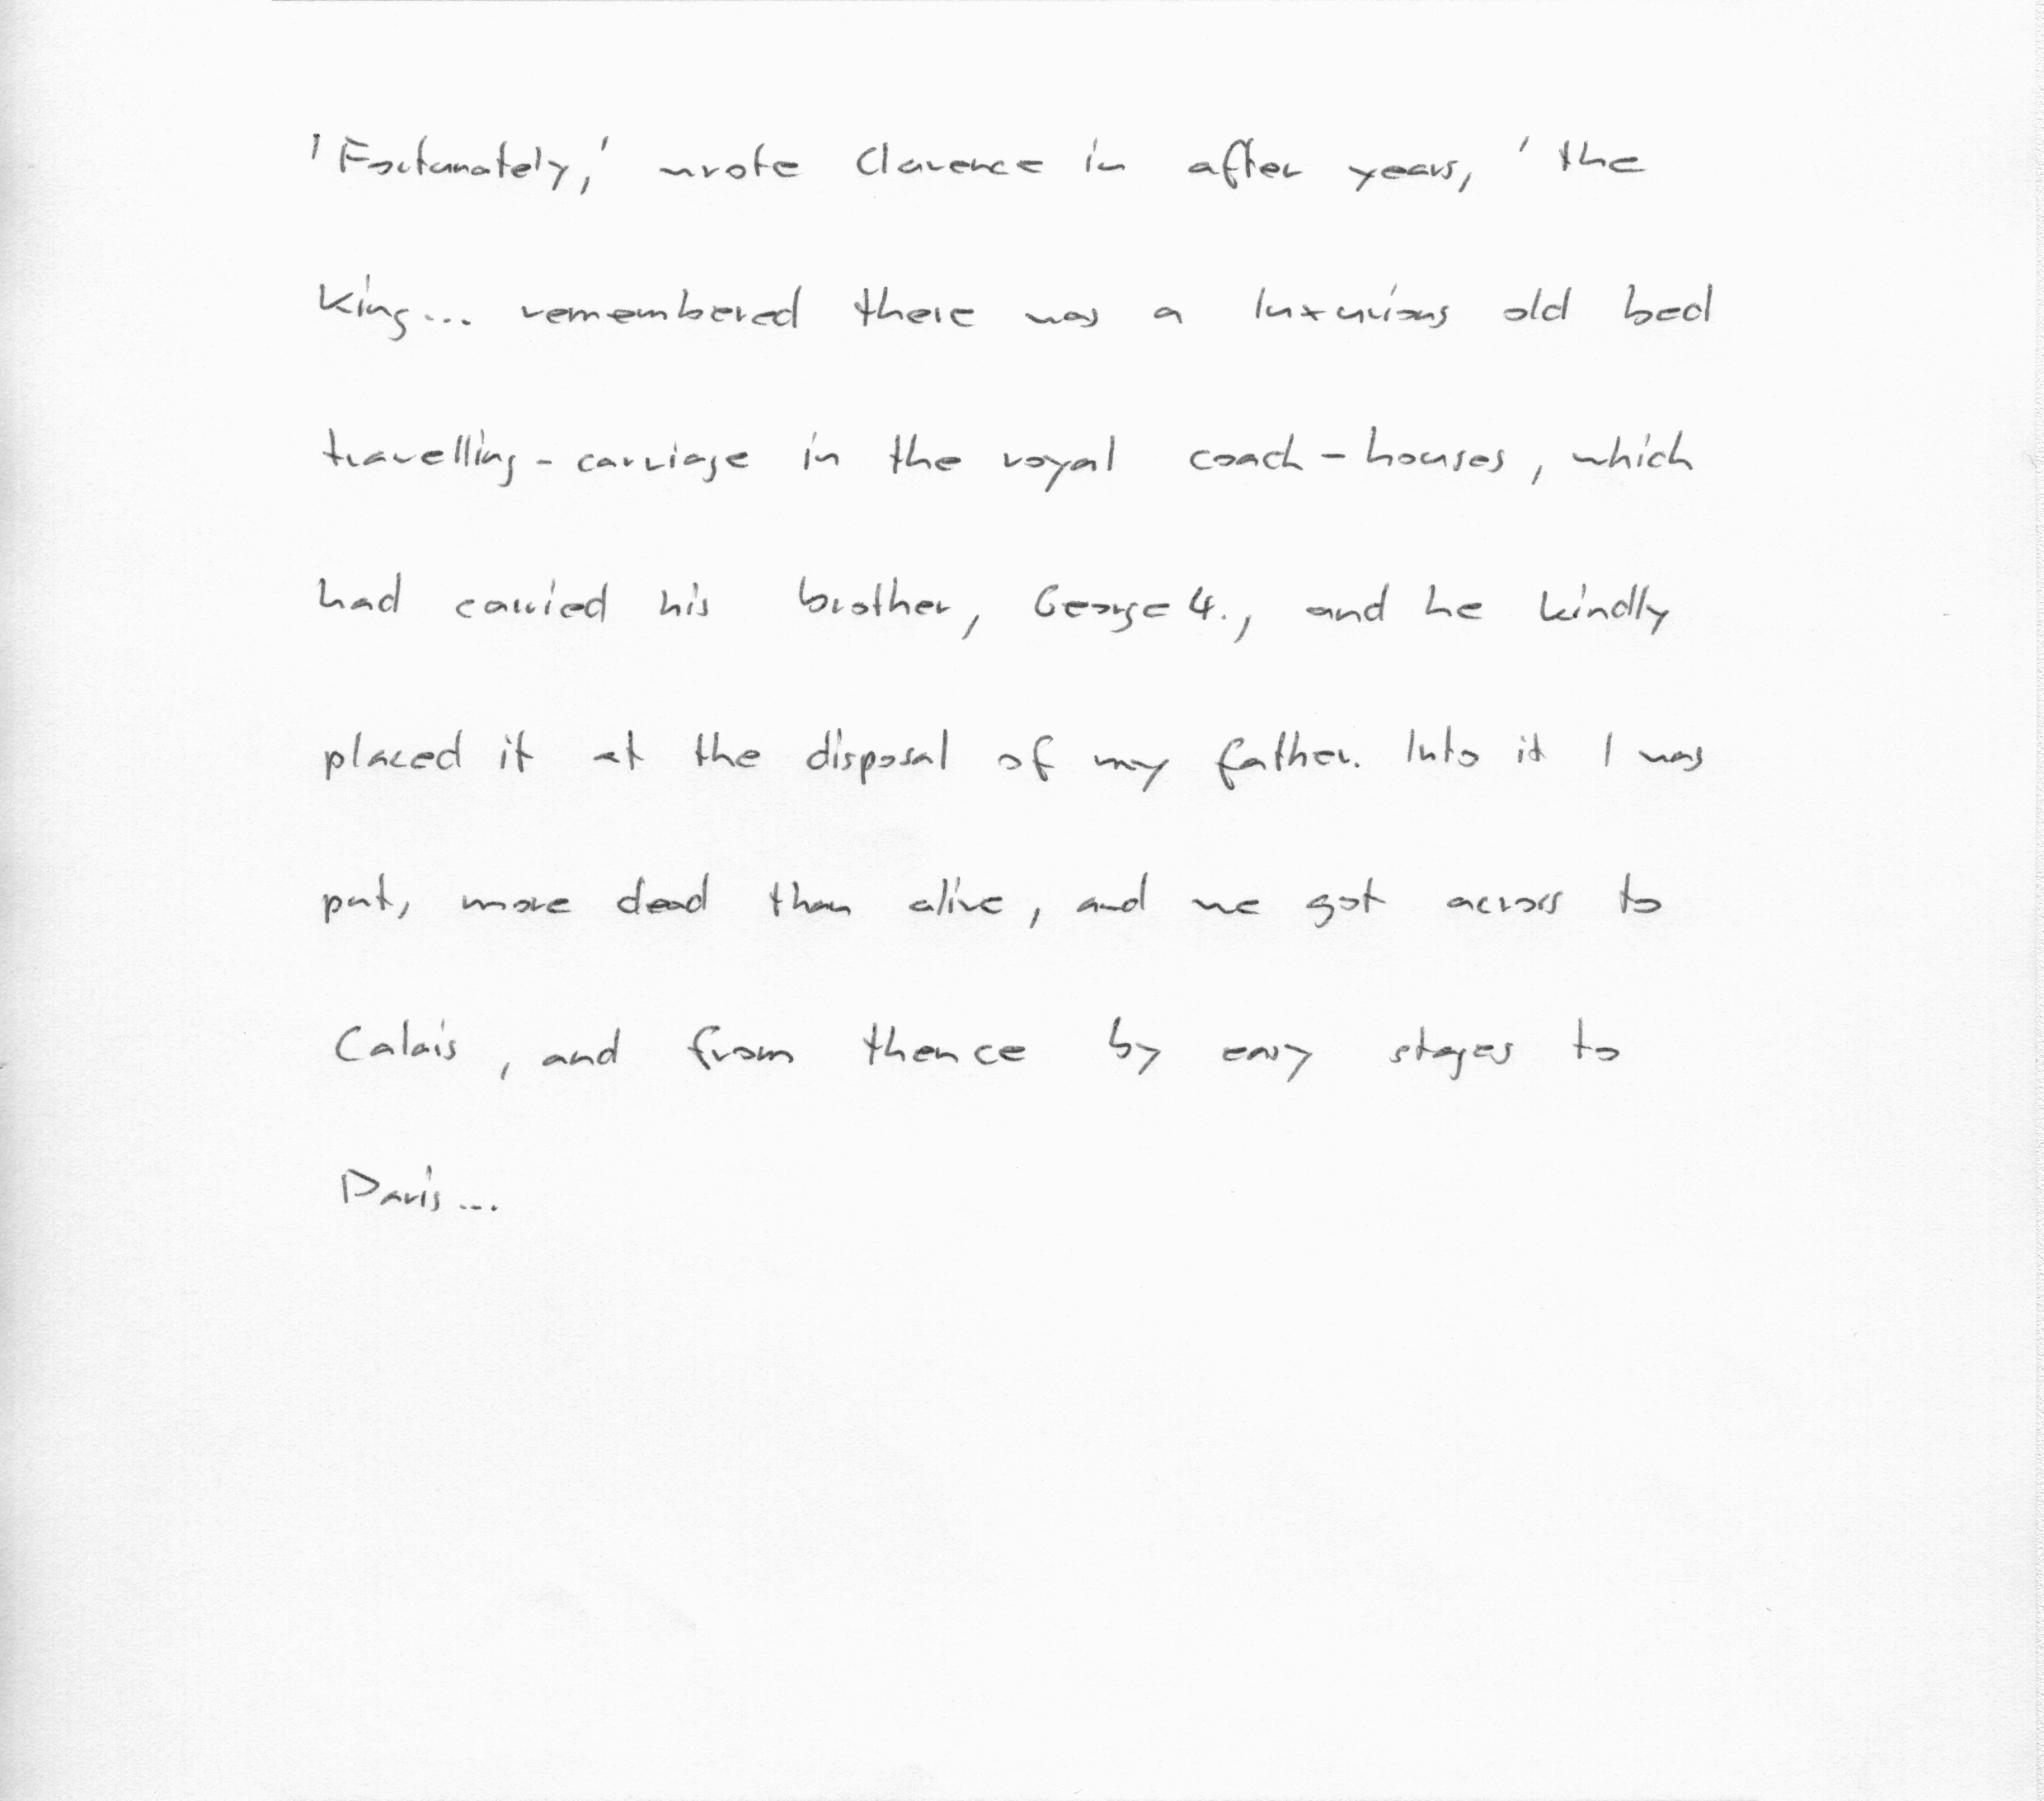 'Fortunately,' wrote Clarence in after years, 'the
King... remembered there was a luxurious old bed
travelling-carriage in the royal coach-houses, which
had carried his brother, George 4., and he kindly
placed it at the disposal of my father. Into it I was
put, more dead than alive, and we got across to
Calais, and from thence by easy stages to
Paris...